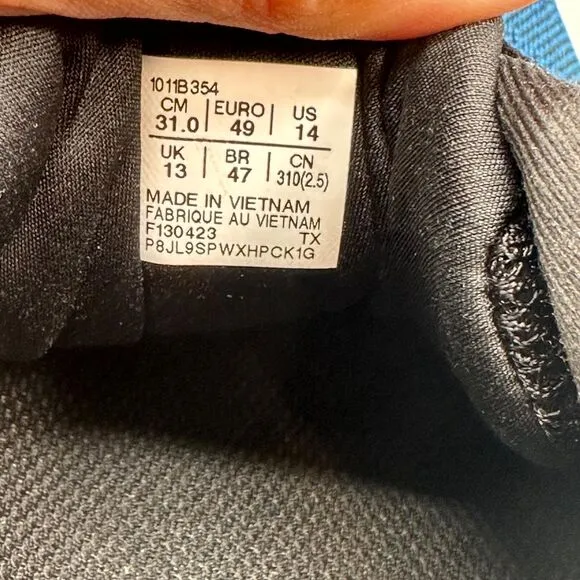 1011B354
CM EURO US
31.0 49 14
UK BR CN
13 47 310(2.5)
MADE IN VIETNAM
FABRIQUE AU VIETNAM
F130423 TX
P8JL9SPWXHPCK1G